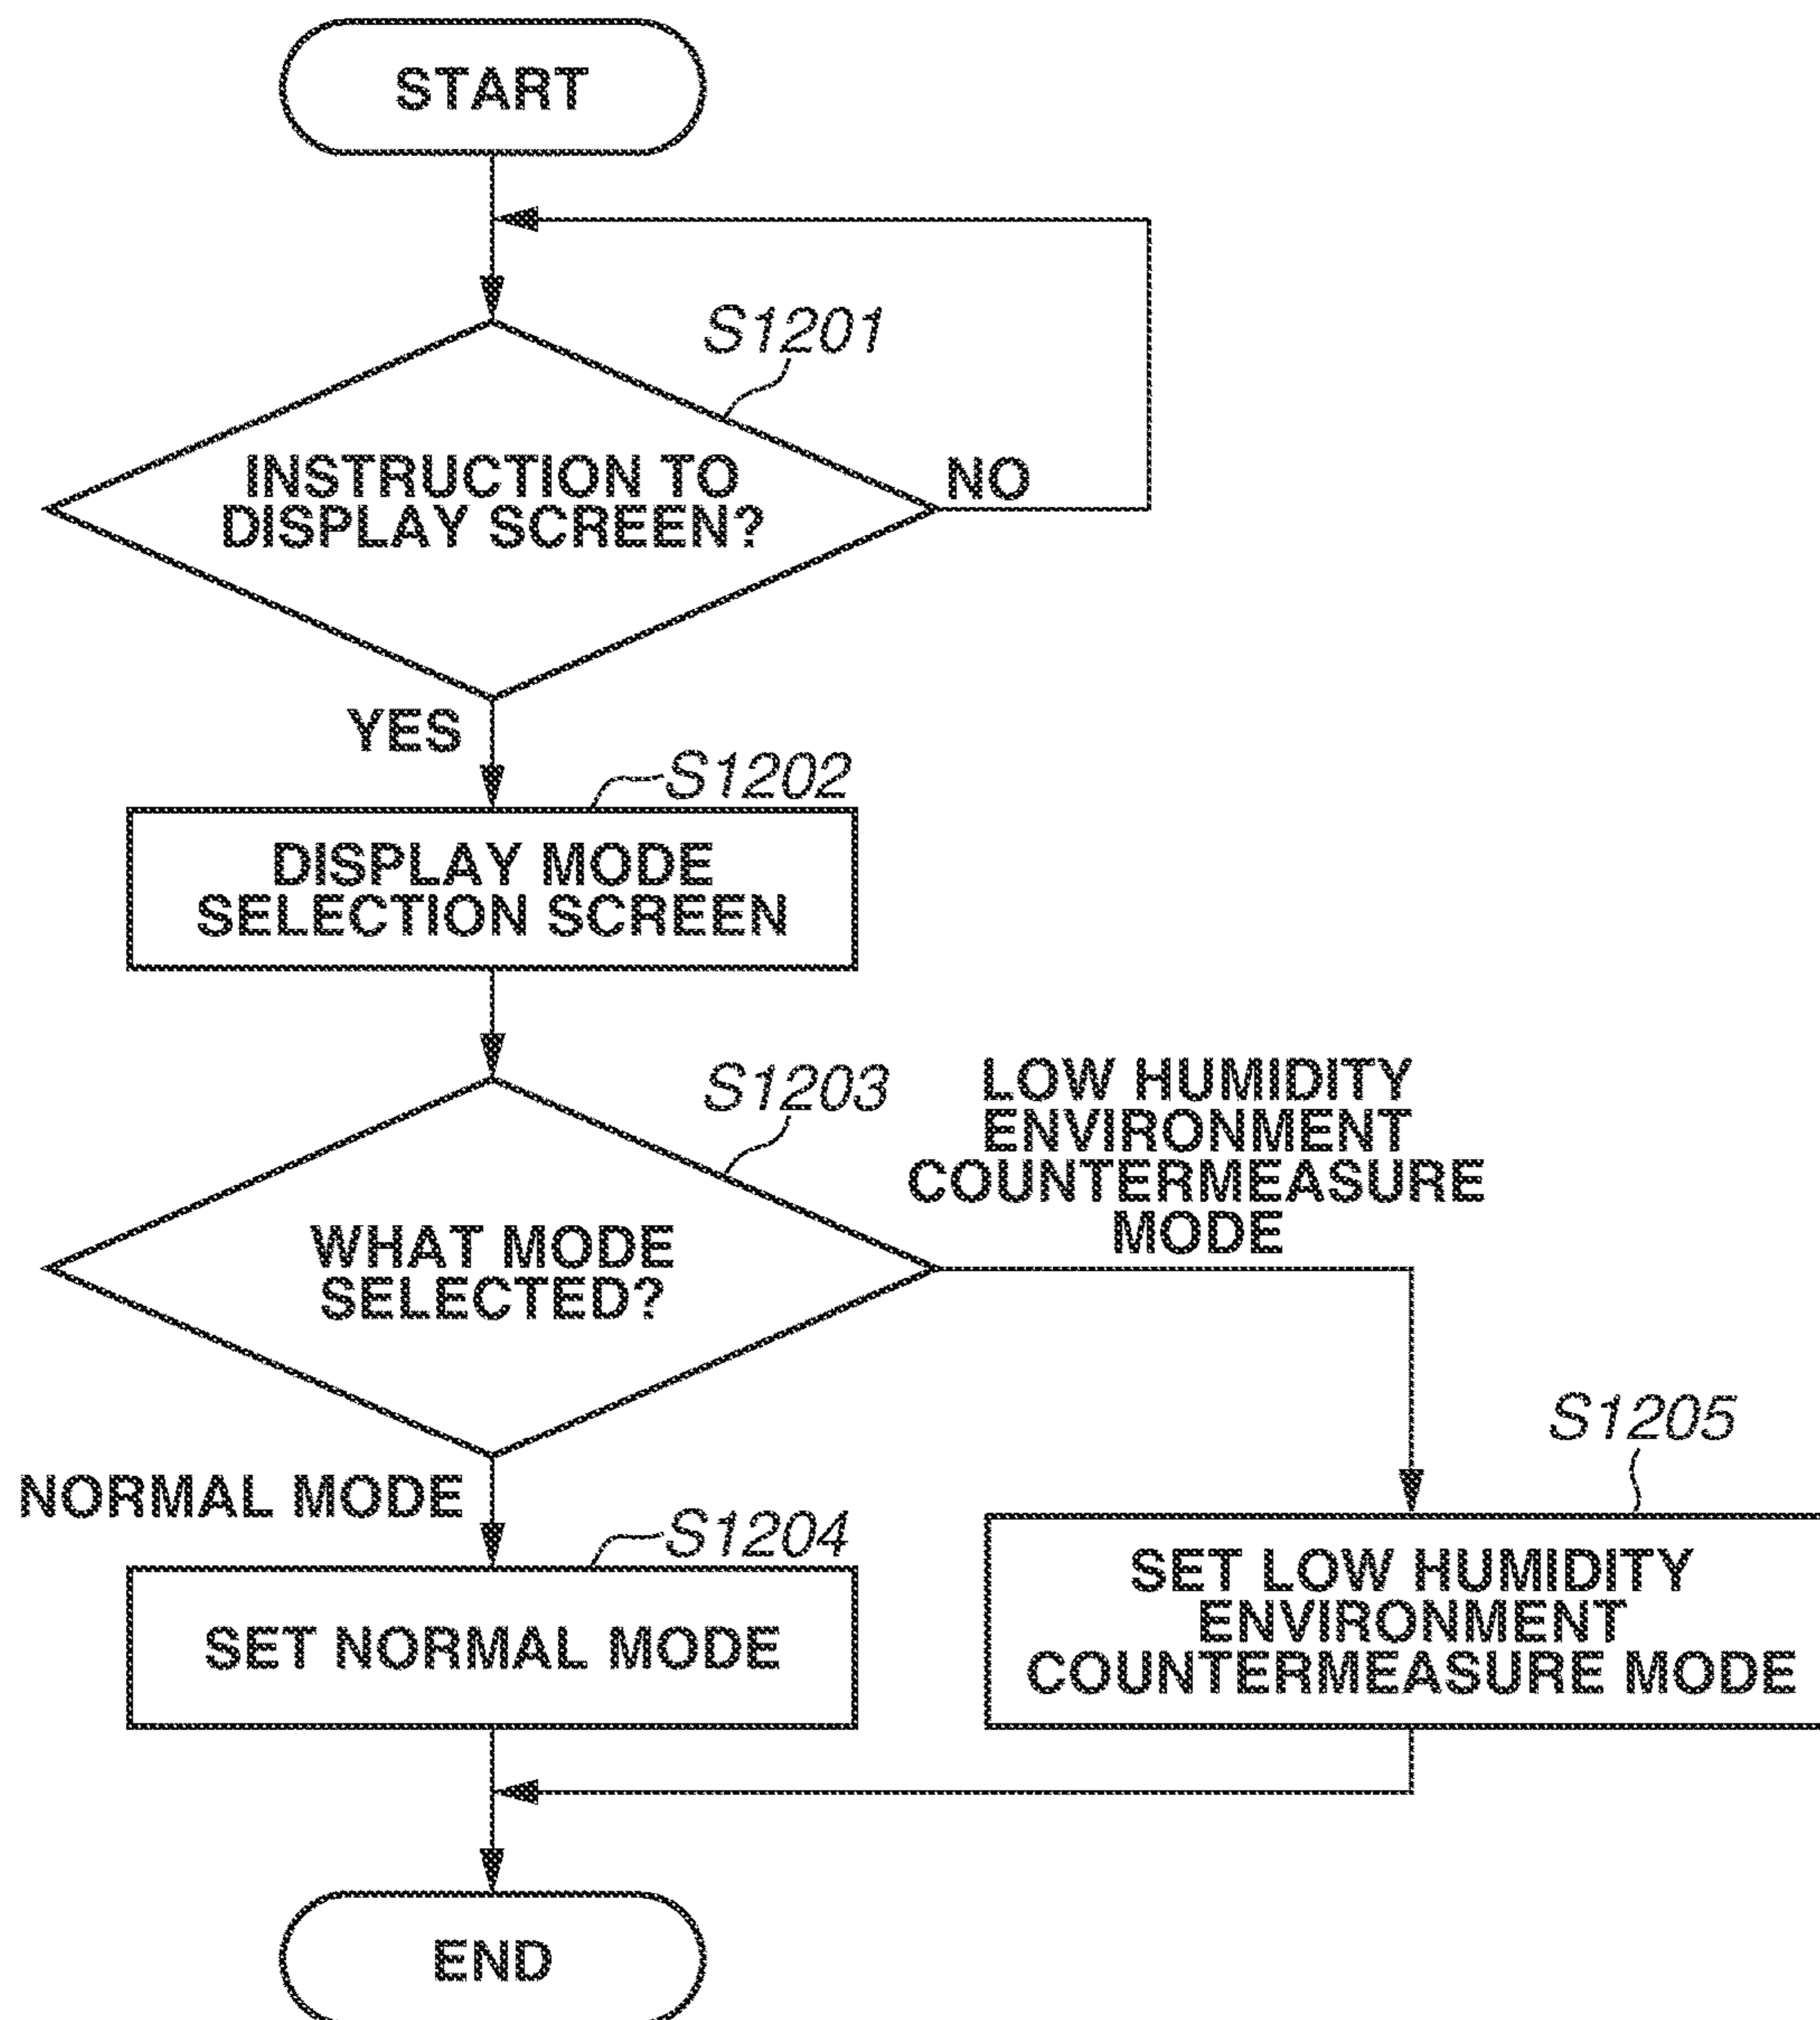 START
S1201
INSTRUCTION TO
DISPLAY SCREEN?
NO
YES
S1202
DISPLAY MODE
SELECTION SCREEN
S1203
LOW HUMIDITY
ENVIRONMENT
COUNTERMEASURE
MODE
WHAT MODE
SELECTED?
NORMAL MODE
S1204
SET NORMAL MODE
S1205
SET LOW HUMIDITY
ENVIRONMENT
COUNTERMEASURE MODE
END